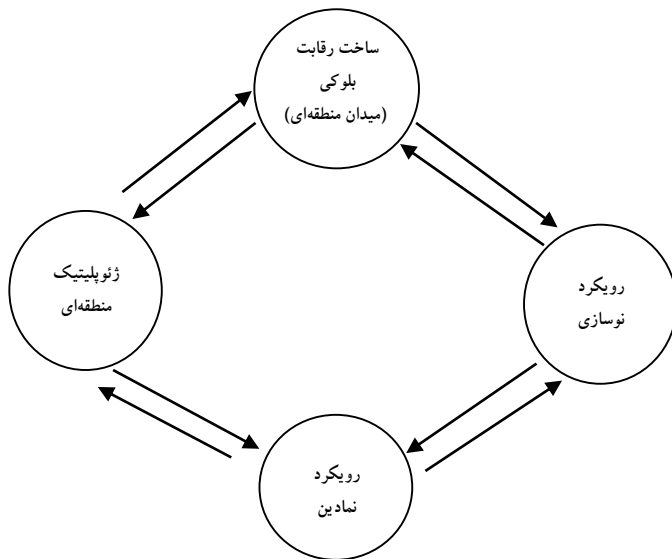 ساخت رقابت
بلوکی
(میدان منطقه‌ای)
ژئوپلیتیک
منطقه‌ای
رویکرد
نوسازی
رویکرد
نمادین